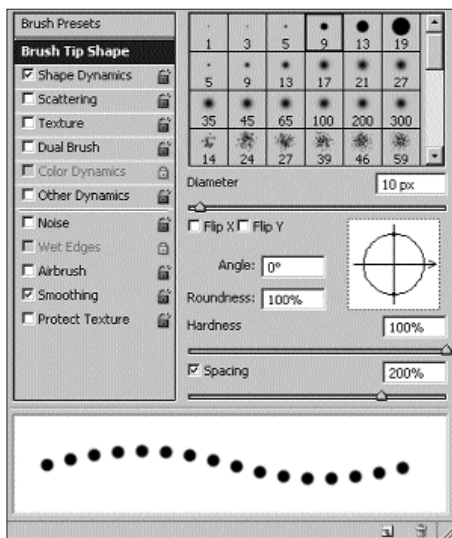 Brush Presets
Brush Tip Shape
Shape Dynamics
Scattering
Texture
Dual Brush
Color Dynamics
Other Dynamics
Noise
Wet Edges
Airbrush
Smoothing
Protect Texture
1 3 5 9 13 19
5 9 13 17 21 27
35 45 65 100 200 300
14 24 27 39 46 59
Diameter 10 px
Flip X Flip Y
Angle: 0°
Roundness: 100%
Hardness 100%
Spacing 200%